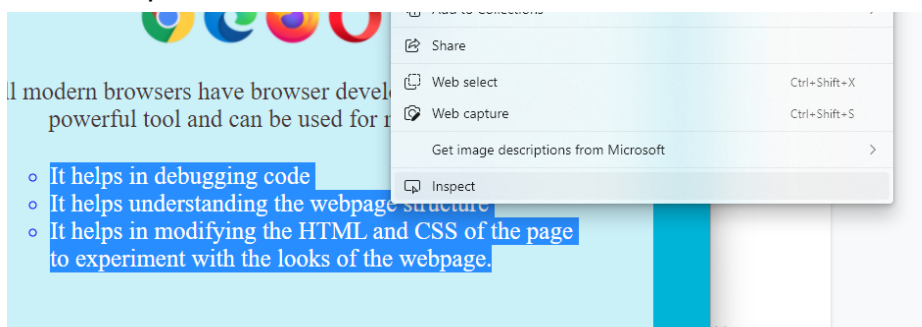 Add to Collections
Share
Web select Ctrl+Shift+X
Web capture Ctrl+Shift+S
Get image descriptions from Microsoft
Inspect
ll modern browsers have browser devel
powerful tool and can be used for
It helps in debugging code
It helps understanding the webpage structure
It helps in modifying the HTML and CSS of the page
to experiment with the looks of the webpage.